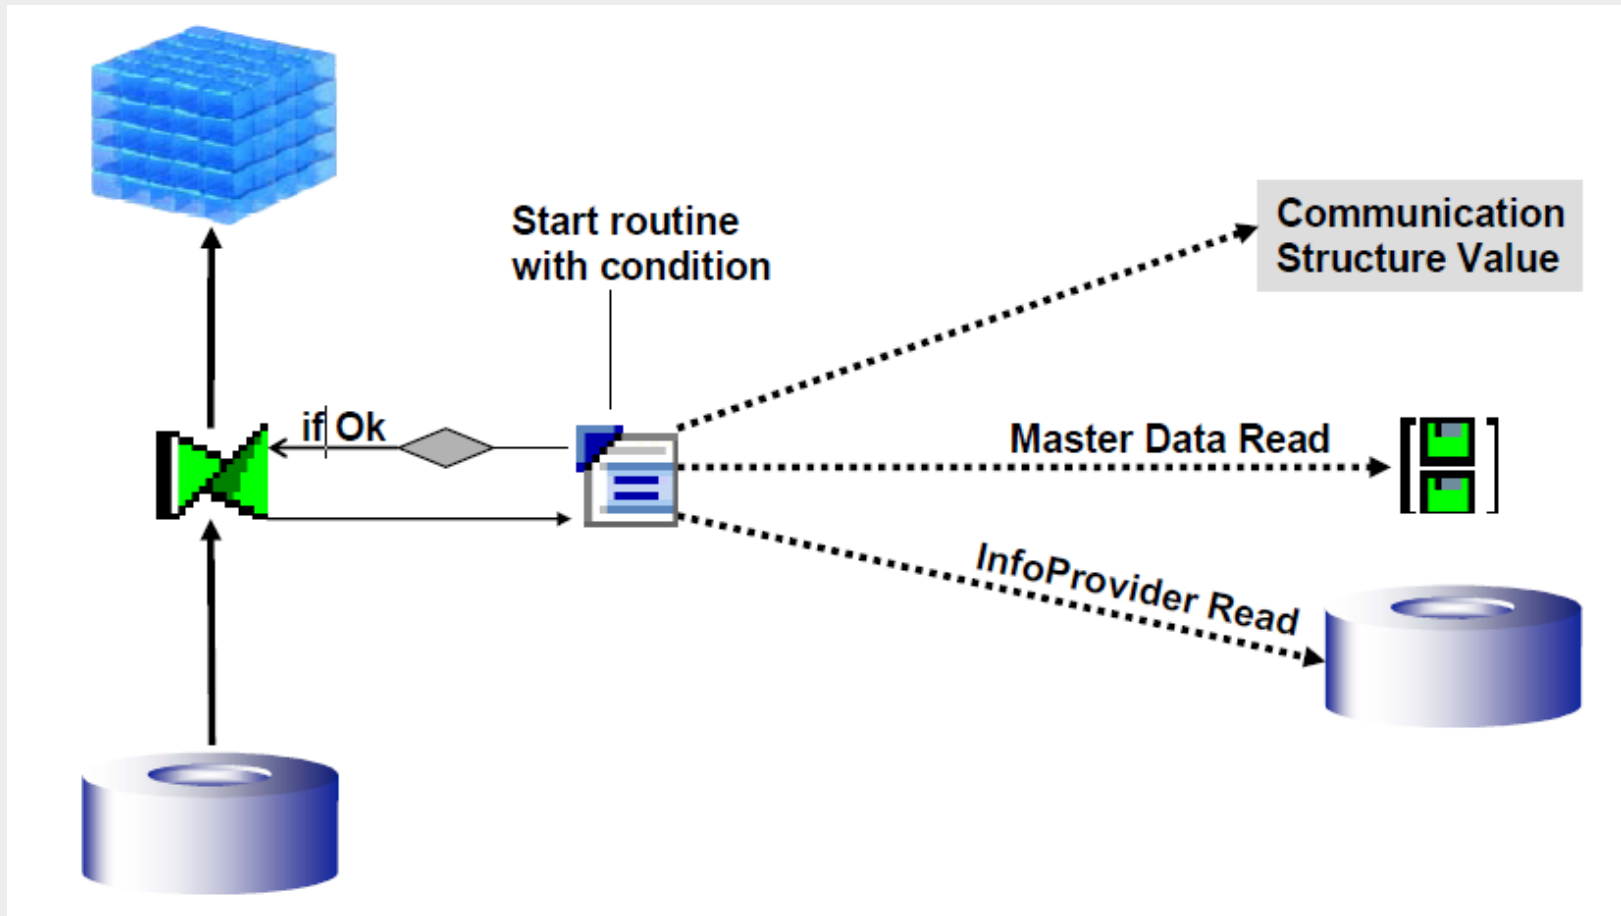 Start routine
with condition
Communication
Structure Value
if Ok
Master Data Read
InfoProvider Read